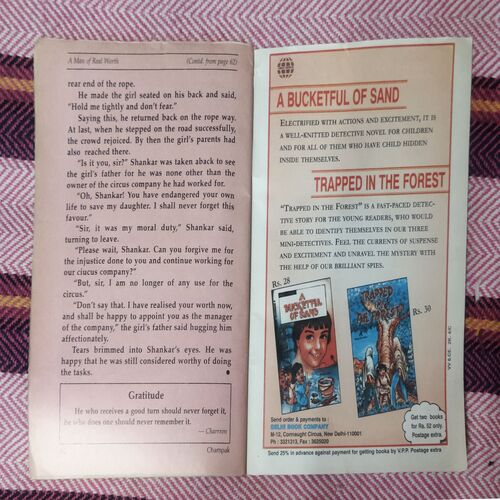 A Man of Real Worth (Contd. from page 62)
rear end of the rope.
He made the girl seated on his back and said,
“Hold me tightly and don't fear.”
Saying this, he returned back on the rope way.
At last, when he stepped on the road successfully,
the crowd rejoiced. By then the girl's parents had
also reached there.
“Is it you, sir?” Shankar was taken aback to see
the girl's father for he was none other than the
owner of the circus company he had worked for.
“Oh, Shankar! You have endangered your own
life to save my daughter. I shall never forget this
favour.”
“Sir, it was my moral duty,” Shankar said,
turning to leave.
“Please wait, Shankar. Can you forgive me for
the injustice done to you and continue working for
our ciucus company?”
“But, sir, I am no longer of any use for the
circus.”
“Don't say that. I have realised your worth now,
and shall be happy to appoint you as the manager
of the company,” the girl's father said hugging him
affectionately.
Tears brimmed into Shankar's eyes. He was
happy that he was still considered worthy of doing
the tasks.
Gratitude
He who receives a good turn should never forget it,
he who does one should never remember it.
— Charron
Champak
A BUCKETFUL OF SAND
ELECTRIFIED WITH ACTIONS AND EXCITEMENT, IT IS
A WELL-KNITTED DETECTIVE NOVEL FOR CHILDREN
AND FOR ALL OF THEM WHO HAVE CHILD HIDDEN
INSIDE THEMSELVES.
TRAPPED IN THE FOREST
“TRAPPED IN THE FOREST” IS A FAST-PACED DETEC-
TIVE STORY FOR THE YOUNG READERS, WHO WOULD
BE ABLE TO IDENTIFY THEMSELVES IN OUR THREE
MINI-DETECTIVES. FEEL THE CURRENTS OF SUSPENSE
AND EXCITEMENT AND UNRAVEL THE MYSTERY WITH
THE HELP OF OUR BRILLIANT SPIES.
Rs. 28
A BUCKETFUL OF SAND
TRAPPED IN THE FOREST
Rs. 30
Send order & payments to :
DELHI BOOK COMPANY
M-12, Connaught Circus, New Delhi-110001
Ph : 3321313, Fax : 3625020
Get two books
for Rs. 52 only.
Postage extra.
Send 25% in advance against payment for getting books by V.P.P. Postage extra